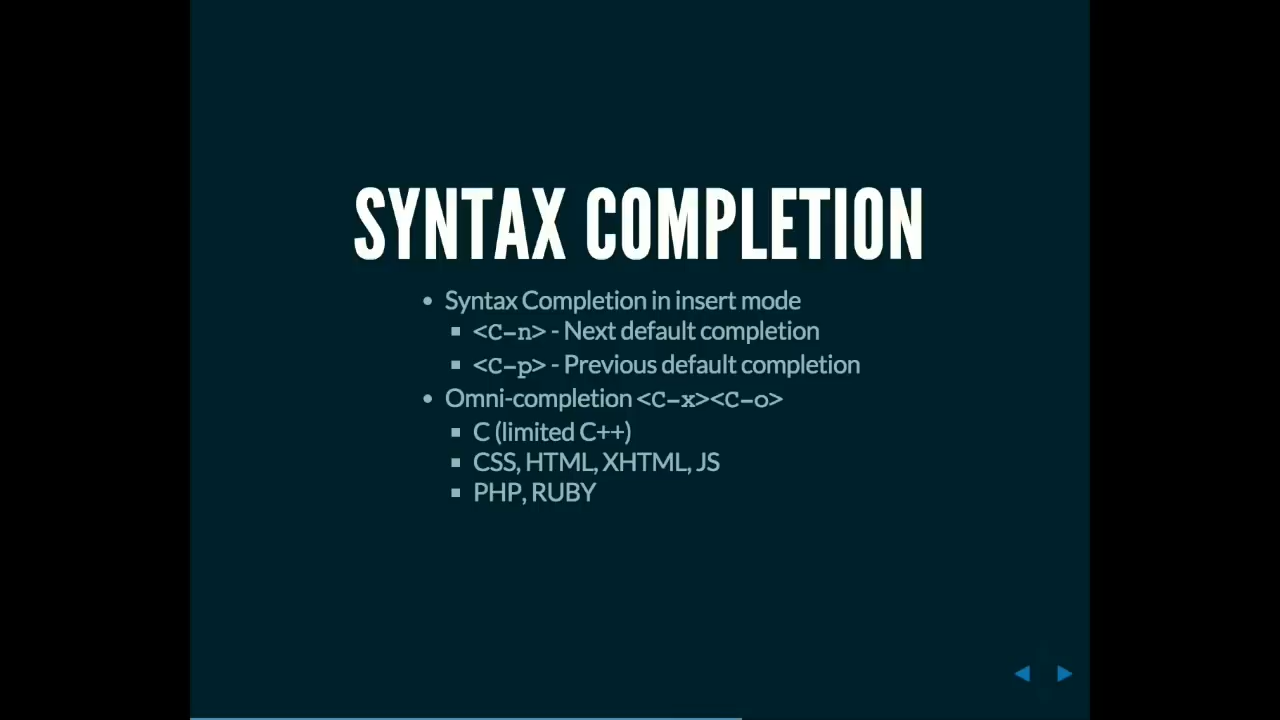 SYNTAX COMPLETION
Syntax Completion in insert mode
<C-n> - Next default completion
<C-p> - Previous default completion
Omni-completion <C-x><C-o>
C (limited C++)
CSS, HTML, XHTML, JS
PHP, RUBY